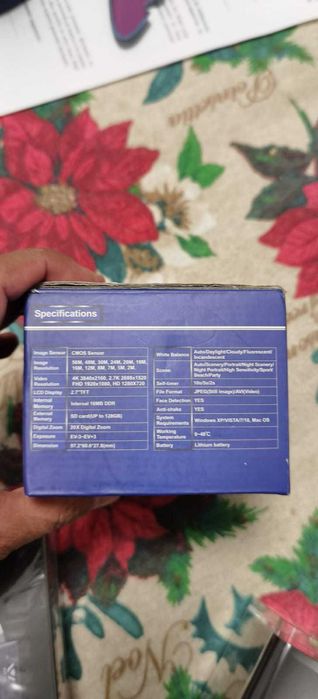 Poinsettia
Specifications
Image Sensor CMOS Sensor
Image Resolution 56M, 48M, 30M, 24M, 20M, 18M,
16M, 12M, 8M, 7M, 5M, 2M,
Video Resolution 4K 3840x2160, 2.7K 2688x1520
FHD 1920x1080, HD 1280X720
LCD Display 2.7"TFT
Internal Memory Internal 16MB DDR
External Memory SD card(UP to 128GB)
Digital Zoom 20X Digital Zoom
Exposure EV-3~EV+3
Dimension
White Balance Auto/Daylight/Cloudy/Fluorescent/
Incandescent
Scene Auto/Scenery/Portrait/Night Scenery/
Night Portrait/High Sensitivity/Sport/
Beach/Party
Self-timer 10s/5s/2s
File Format JPEG(Still image)/AVI(Video)
Face Detection YES
Anti-shake YES
System Requirements Windows XP/VISTA/7/10, Mac OS
Working Temperature 0~40℃
Battery Lithium battery
Noel